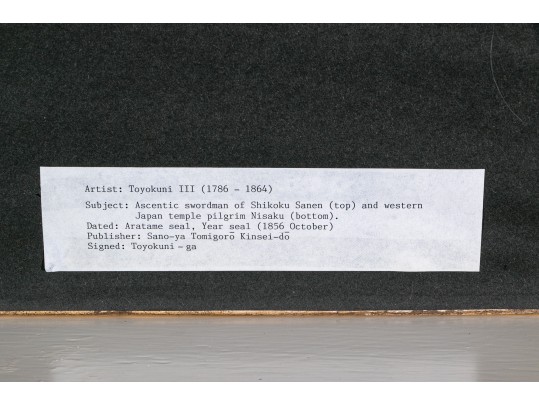 Artist: Toyokuni III (1786 - 1864)
Subject: Ascentic swordman of Shikoku Sanen (top) and western
Japan temple pilgrim Nisaku (bottom).
Dated: Aratame seal, Year seal (1856 October)
Publisher: Sano-ya Tomigorō Kinsei-dō
Signed: Toyokuni - ga